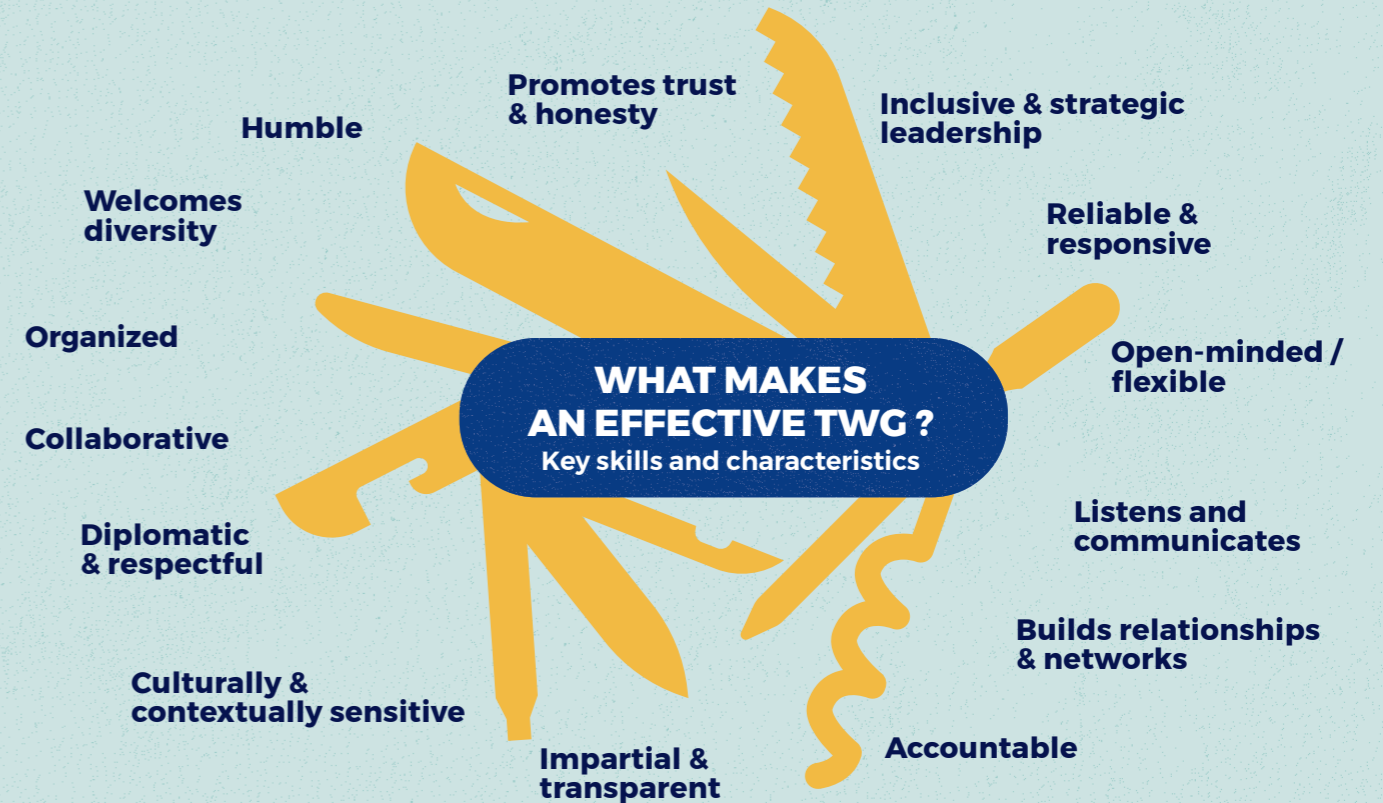 WHAT MAKES
AN EFFECTIVE TWG ?
Key skills and characteristics
Promotes trust
& honesty
Inclusive & strategic
leadership
Reliable &
responsive
Open-minded /
flexible
Listens and
communicates
Builds relationships
& networks
Accountable
Impartial &
transparent
Culturally &
contextually sensitive
Diplomatic
& respectful
Collaborative
Organized
Welcomes
diversity
Humble